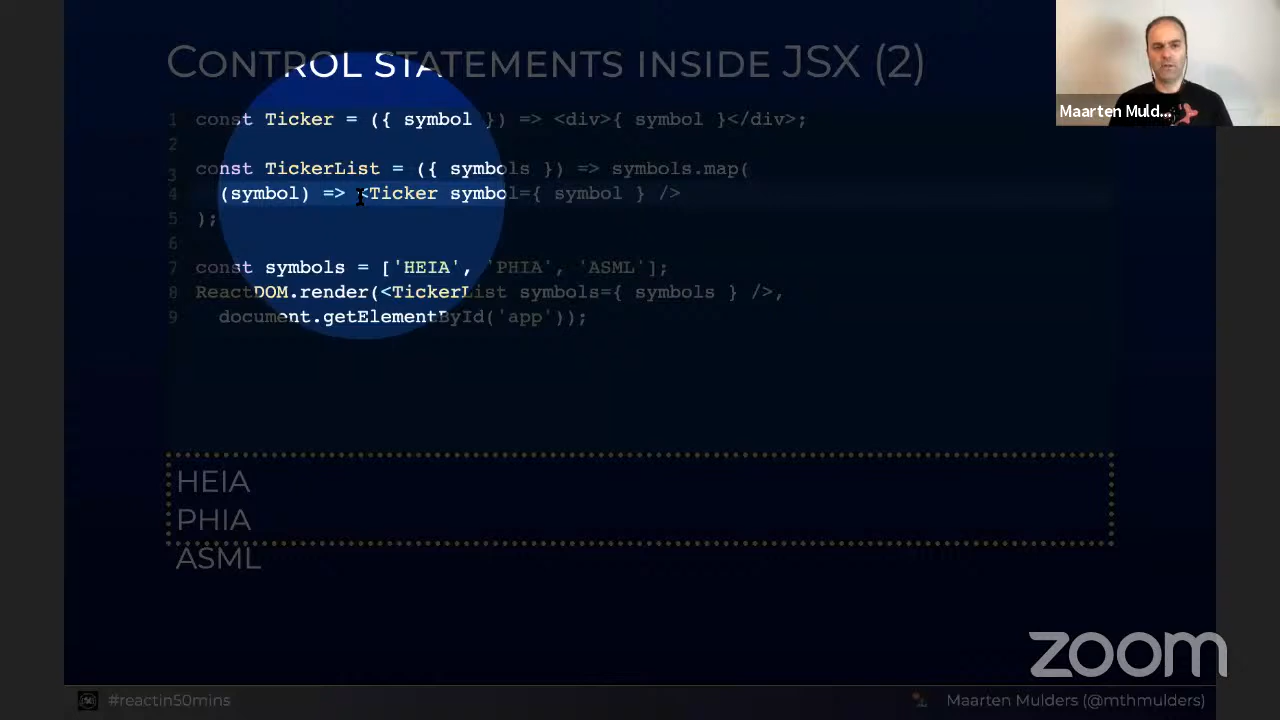 CONTROL STATEMENTS INSIDE JSX (2)
Maarten Muld...
1 const Ticker = ({ symbol }) => <div>{ symbol }</div>;
2
3 const TickerList = ({ symbols }) => symbols.map(
4 (symbol) => <Ticker symbol={ symbol } />
5 );
6
7 const symbols = ['HEIA', 'PHIA', 'ASML'];
8 ReactDOM.render(<TickerList symbols={ symbols } />,
9 document.getElementById('app'));
HEIA
PHIA
ASML
zoom
#reactin50mins
Maarten Mulders (@mthmulders)